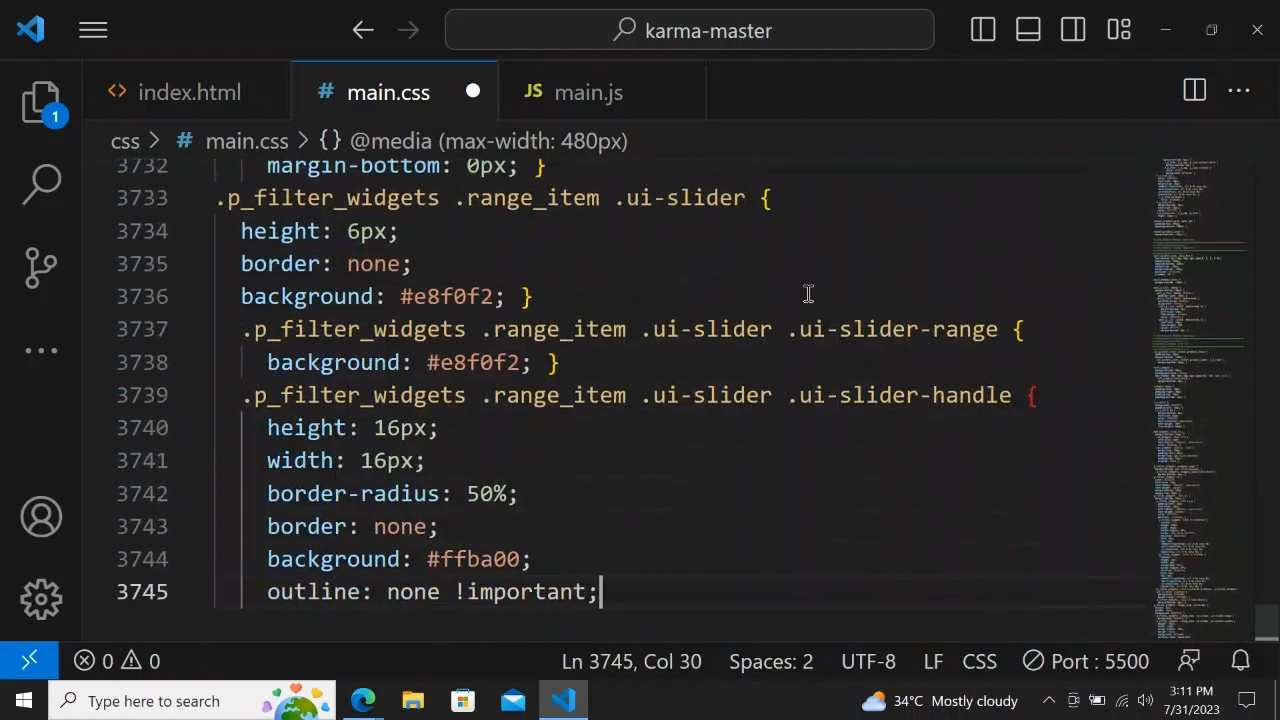 karma-master
index.html
main.css
main.js
1
css > main.css > {} @media (max-width: 480px)
3732 margin-bottom: 0px; }
3733 .p_filter_widgets .range_item .ui-slider {
3734 height: 6px;
3735 border: none;
3736 background: #e8f0f2; }
3737 .p_filter_widgets .range_item .ui-slider .ui-slider-range {
3738 background: #e8f0f2; }
3739 .p_filter_widgets .range_item .ui-slider .ui-slider-handle {
3740 height: 16px;
3741 width: 16px;
3742 border-radius: 50%;
3743 border: none;
3744 background: #ffba00;
3745 outline: none !important;
0 0
Ln 3745, Col 30
Spaces: 2
UTF-8
LF
CSS
Port : 5500
Type here to search
34°C Mostly cloudy
3:11 PM
7/31/2023